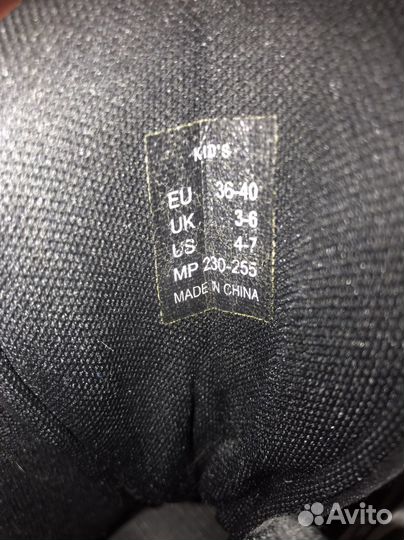 KID'S
EU 36-40
UK 3-6
US 4-7
MP 230-255
MADE IN CHINA
Avito